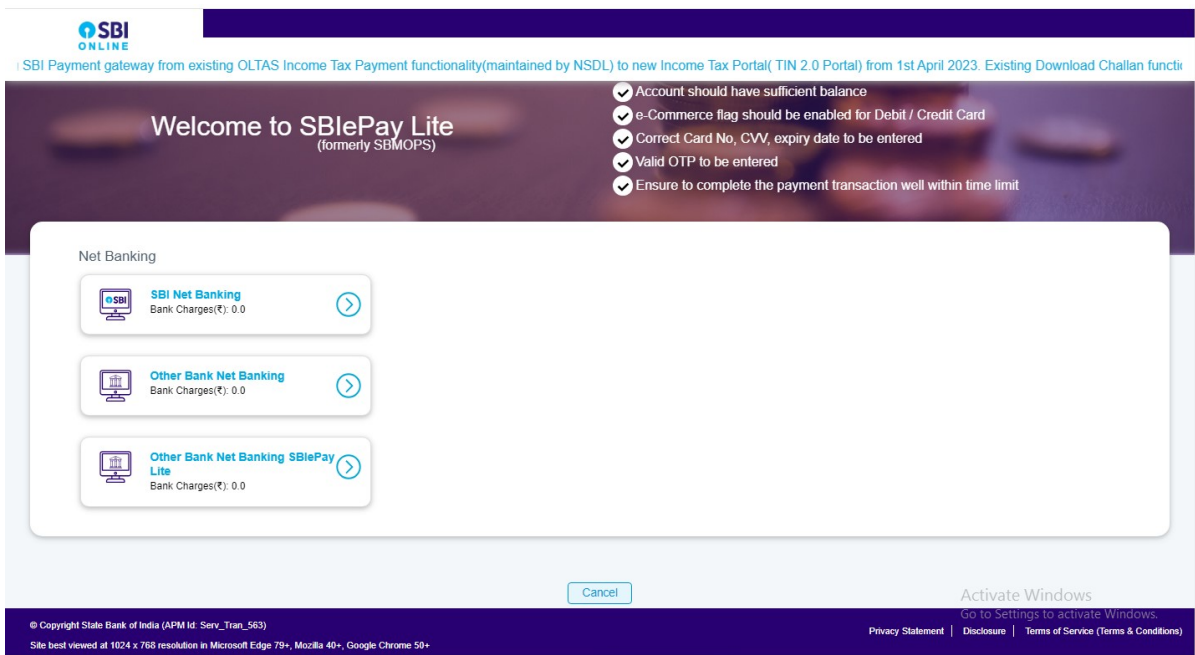 SBI
ONLINE
SBI Payment gateway from existing OLTAS Income Tax Payment functionality(maintained by NSDL) to new Income Tax Portal( TIN 2.0 Portal) from 1st April 2023. Existing Download Challan
Account should have sufficient balance
e-Commerce flag should be enabled for Debit / Credit Card
Welcome to SBIePay Lite
(formerly SBMOPS)
Correct Card No, CVV, expiry date to be entered
Valid OTP to be entered
Ensure to complete the payment transaction well within time limit
Net Banking
SBI
SBI Net Banking
Bank Charges(₹): 0.0
Other Bank Net Banking
Bank Charges(₹): 0.0
Other Bank Net Banking SBIePay
Lite
Bank Charges(₹): 0.0
Cancel
Activate Windows
Go to Settings to activate Windows.
© Copyright State Bank of India (APM Id: Serv_Tran_563)
Privacy Statement | Disclosure | Terms of Service (Terms & Conditions)
Site best viewed at 1024 x 768 resolution in Microsoft Edge 79+, Mozilla 40+, Google Chrome 50+